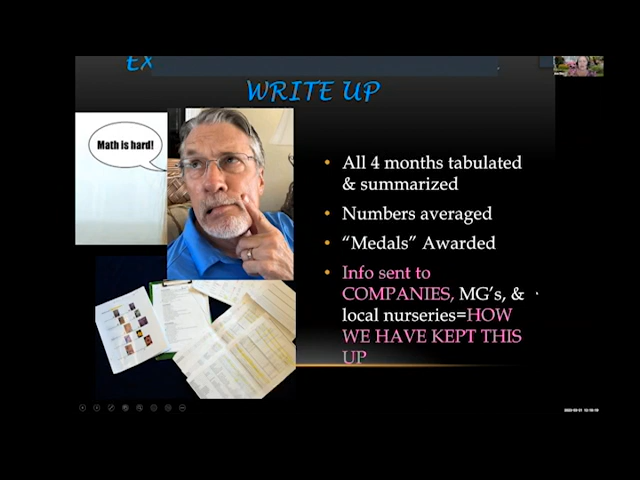 EX
WRITE UP
Math is hard!
• All 4 months tabulated
& summarized
• Numbers averaged
• “Medals” Awarded
• Info sent to
COMPANIES, MG’s, &
local nurseries=HOW
WE HAVE KEPT THIS
UP